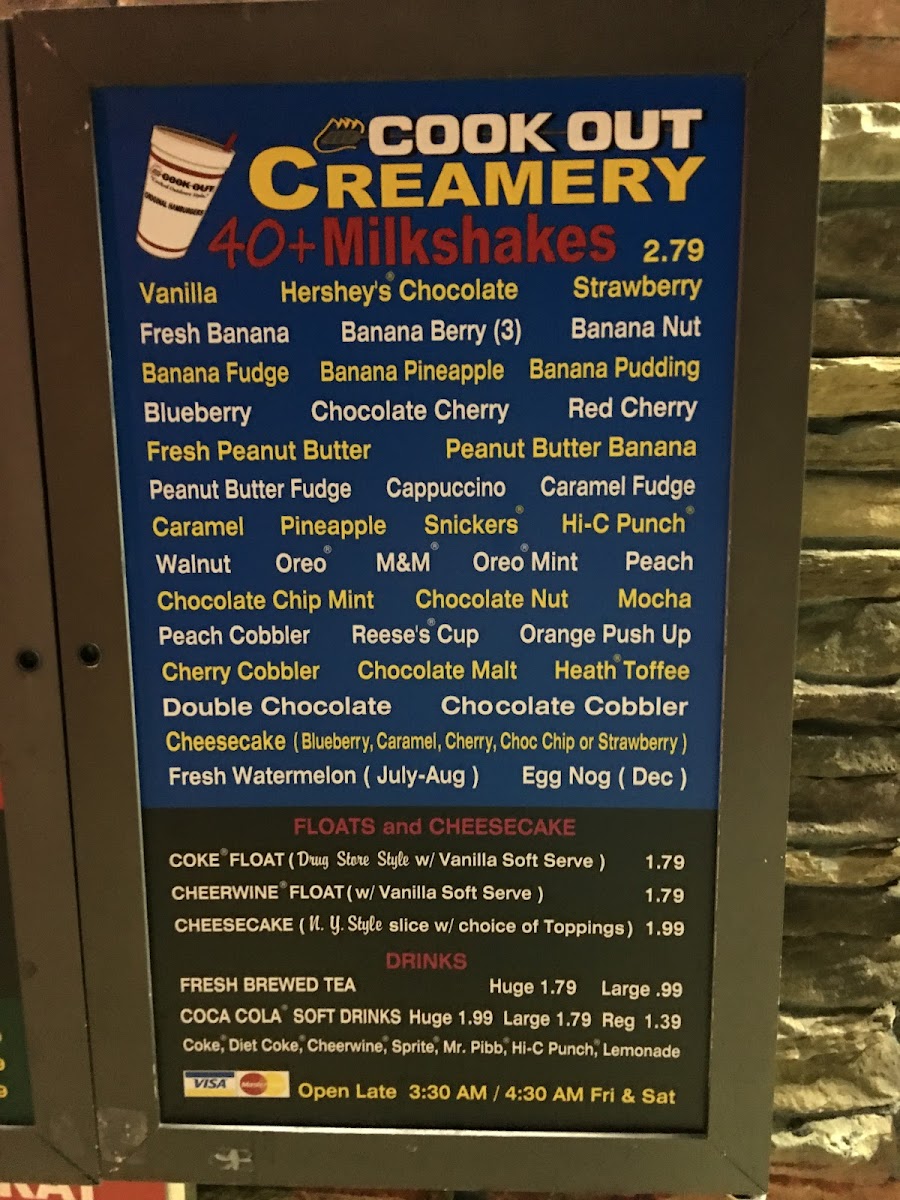 COOK OUT
CREAMERY
COOK OUT
ORIGINAL HAMBURGERS
40+ Milkshakes 2.79
Vanilla Hershey's® Chocolate Strawberry
Fresh Banana Banana Berry (3) Banana Nut
Banana Fudge Banana Pineapple Banana Pudding
Blueberry Chocolate Cherry Red Cherry
Fresh Peanut Butter Peanut Butter Banana
Peanut Butter Fudge Cappuccino Caramel Fudge
Caramel Pineapple Snickers® Hi-C Punch®
Walnut Oreo® M&M® Oreo® Mint Peach
Chocolate Chip Mint Chocolate Nut Mocha
Peach Cobbler Reese's® Cup Orange Push Up
Cherry Cobbler Chocolate Malt Heath® Toffee
Double Chocolate Chocolate Cobbler
Cheesecake ( Blueberry, Caramel, Cherry, Choc Chip or Strawberry )
Fresh Watermelon ( July-Aug ) Egg Nog ( Dec )
FLOATS and CHEESECAKE
COKE® FLOAT ( Drug Store Style w/ Vanilla Soft Serve ) 1.79
CHEERWINE® FLOAT ( w/ Vanilla Soft Serve ) 1.79
CHEESECAKE ( N. Y. Style slice w/ choice of Toppings ) 1.99
DRINKS
FRESH BREWED TEA Huge 1.79 Large .99
COCA COLA® SOFT DRINKS Huge 1.99 Large 1.79 Reg 1.39
Coke®, Diet Coke®, Cheerwine®, Sprite®, Mr. Pibb®, Hi-C Punch®, Lemonade
VISA MasterCard Open Late 3:30 AM / 4:30 AM Fri & Sat